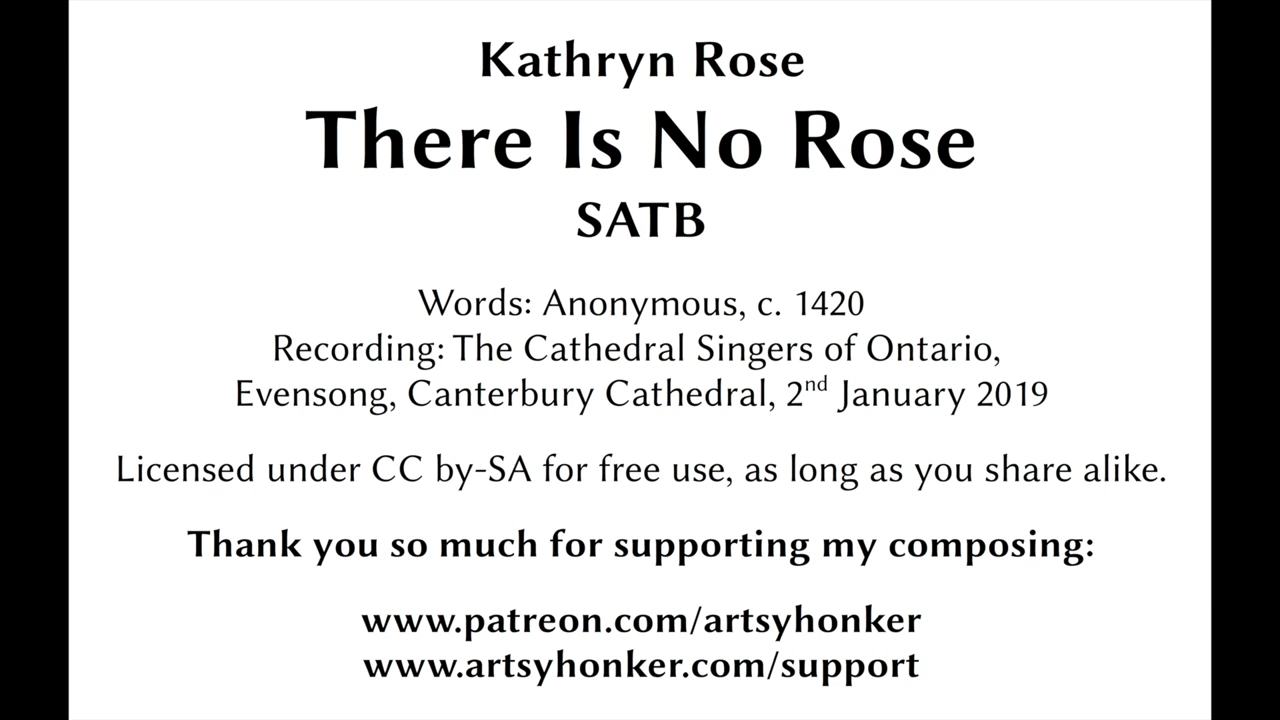 Kathryn Rose
There Is No Rose
SATB
Words: Anonymous, c. 1420
Recording: The Cathedral Singers of Ontario,
Evensong, Canterbury Cathedral, 2nd January 2019
Licensed under CC by-SA for free use, as long as you share alike.
Thank you so much for supporting my composing:
www.patreon.com/artsyhonker
www.artsyhonker.com/support